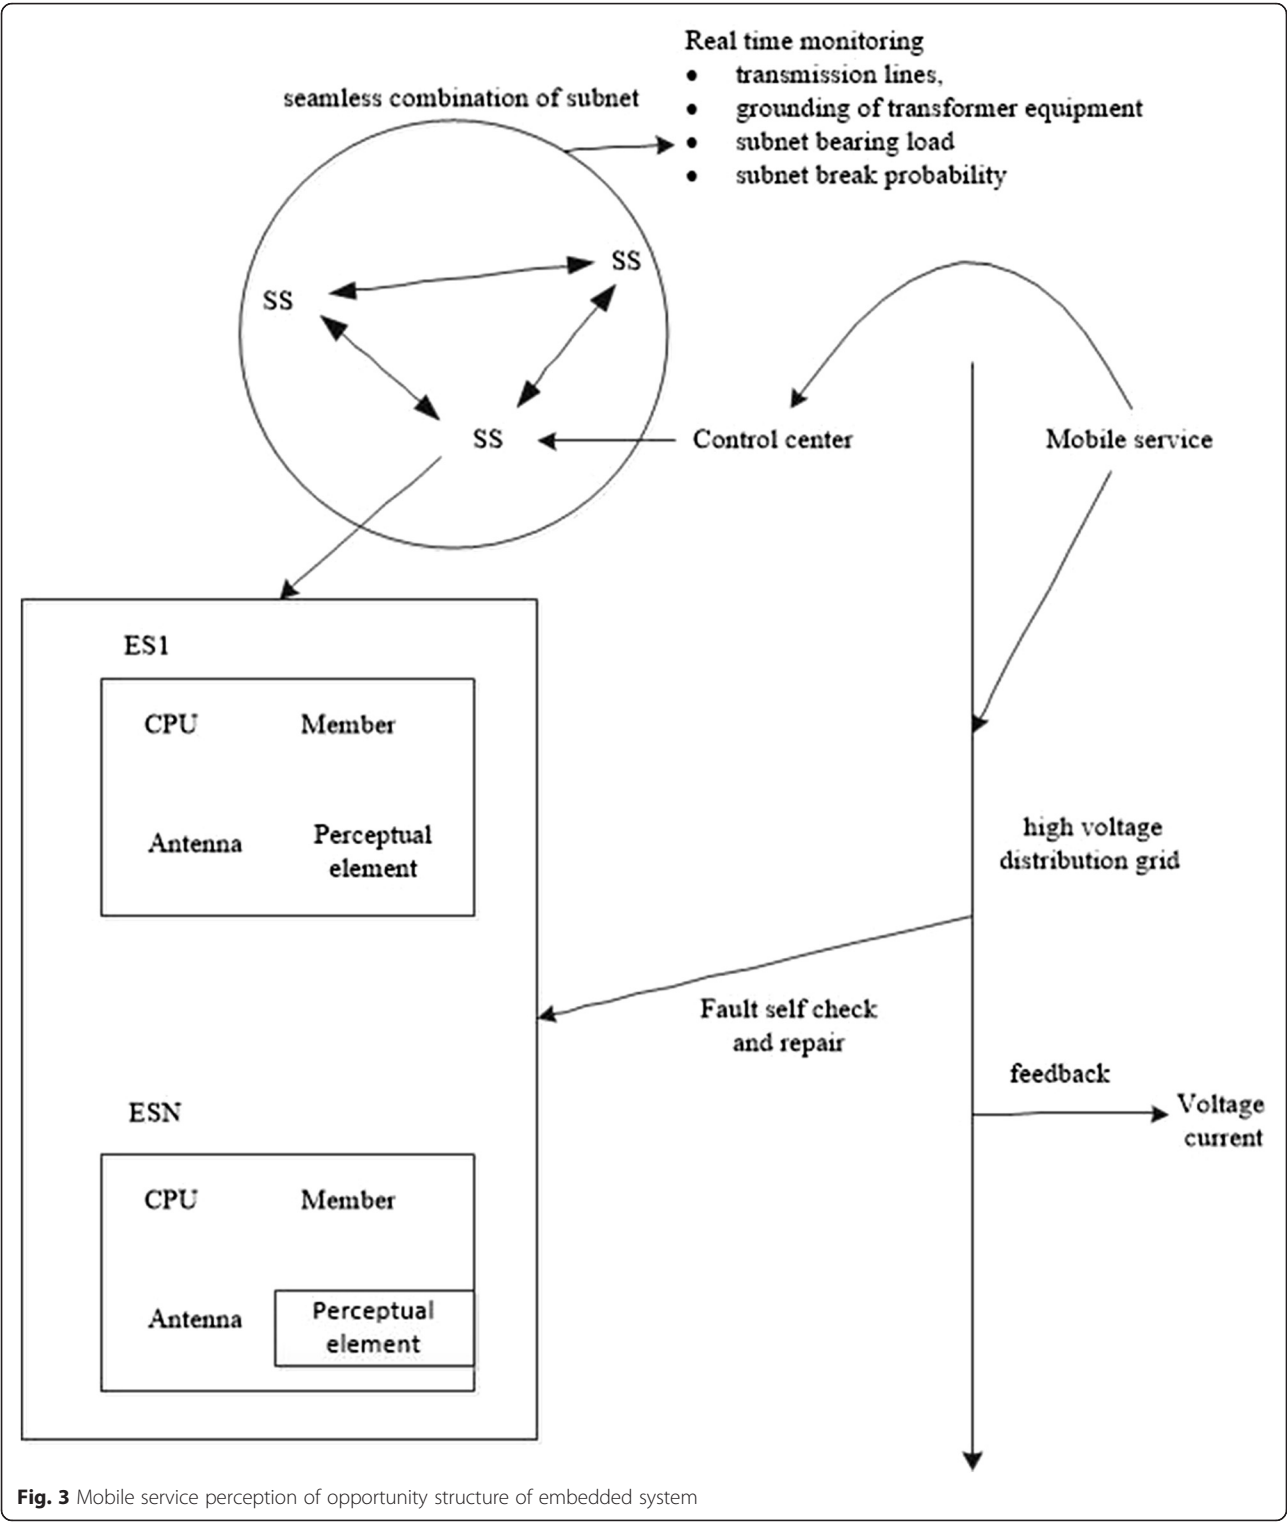 Real time monitoring
• transmission lines,
• grounding of transformer equipment
• subnet bearing load
• subnet break probability
seamless combination of subnet
SS
SS
SS
Control center
Mobile service
ES1
CPU Member
Antenna
Perceptual
element
high voltage
distribution grid
Fault self check
and repair
feedback
Voltage
current
ESN
CPU Member
Antenna
Perceptual
element
Fig. 3 Mobile service perception of opportunity structure of embedded system